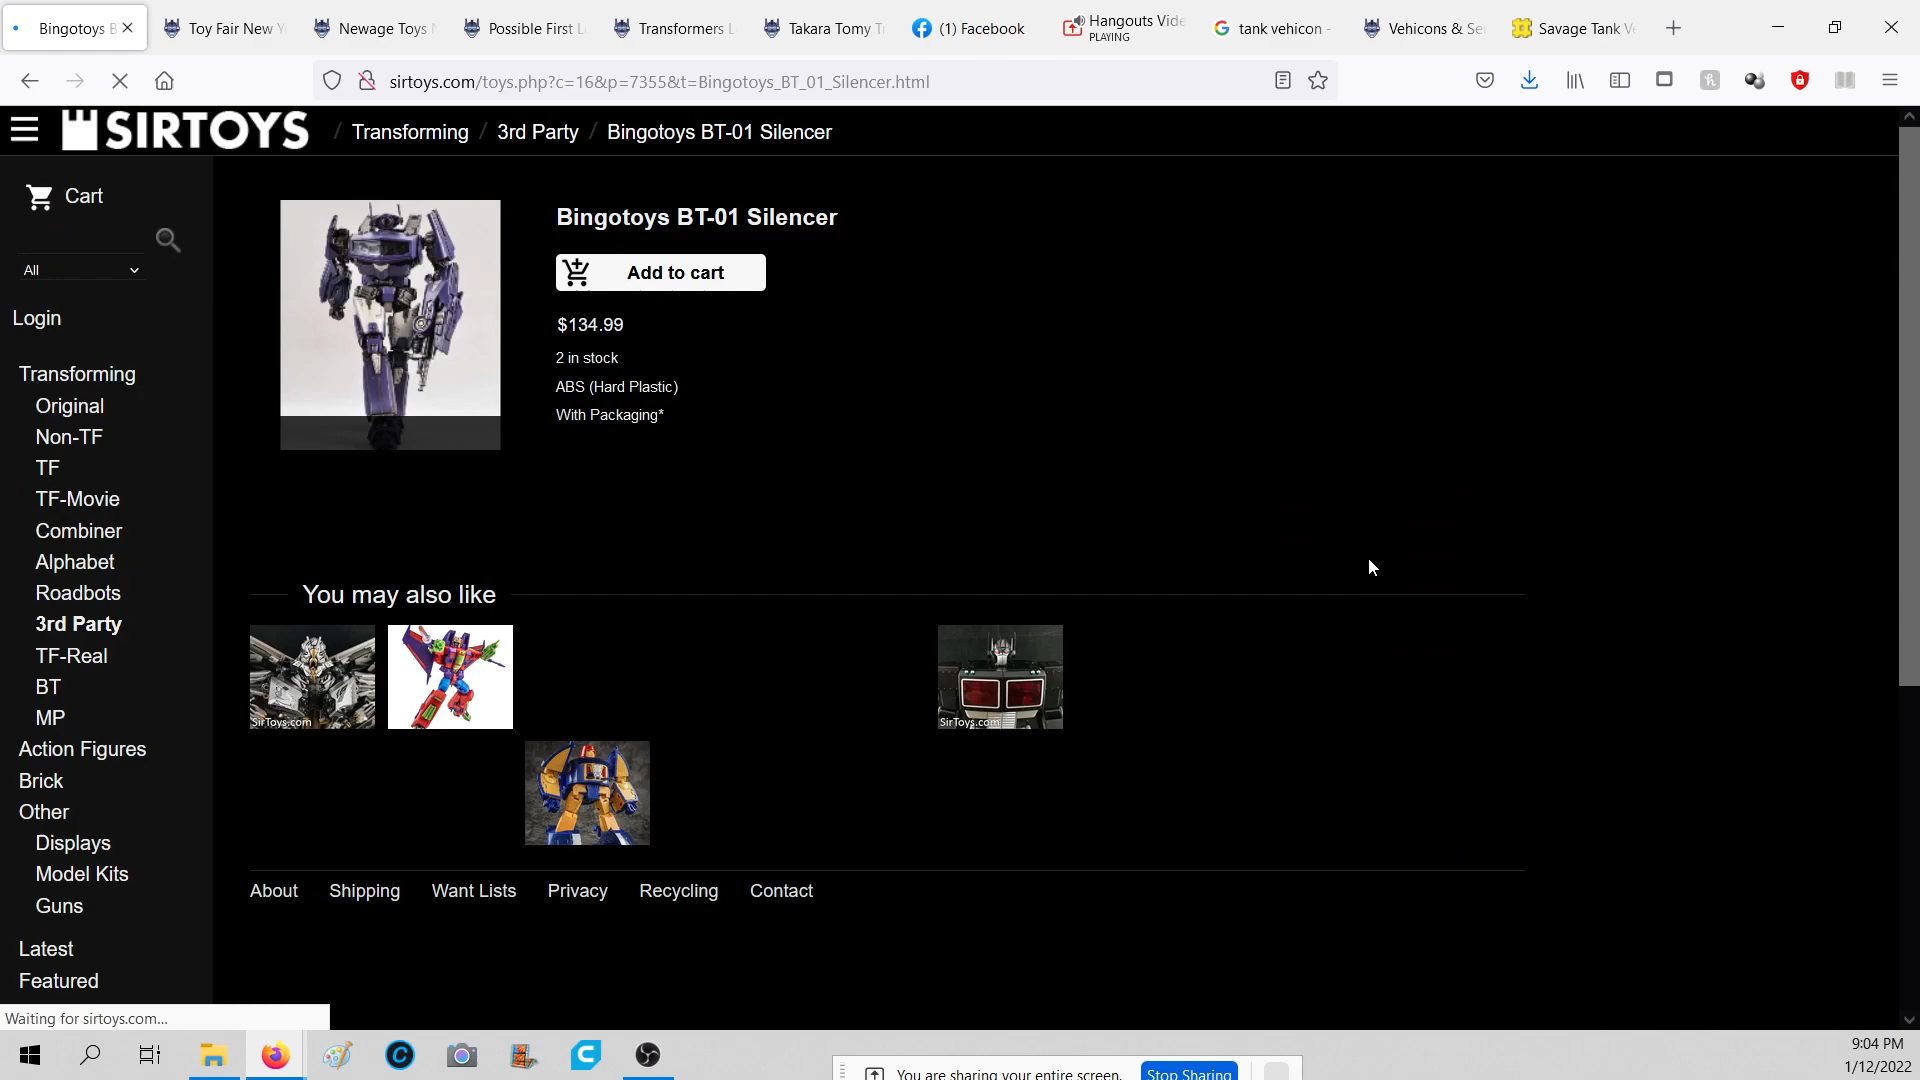 Bingotoys B
Toy Fair New Y
Newage Toys
Possible First L
Transformers L
Takara Tomy T
(1) Facebook
Hangouts Vide
PLAYING
tank vehicon -
Vehicons & Se
Savage Tank Ve
sirtoys.com/toys.php?c=16&p=7355&t=Bingotoys_BT_01_Silencer.html
SIRTOYS
/ Transforming / 3rd Party / Bingotoys BT-01 Silencer
Cart
All
Login
Transforming
Original
Non-TF
TF
TF-Movie
Combiner
Alphabet
Roadbots
3rd Party
TF-Real
BT
MP
Action Figures
Brick
Other
Displays
Model Kits
Guns
Latest
Featured
Bingotoys BT-01 Silencer
Add to cart
$134.99
2 in stock
ABS (Hard Plastic)
With Packaging*
You may also like
SirToys.com
SirToys.com
About Shipping Want Lists Privacy Recycling Contact
Waiting for sirtoys.com...
You are sharing your entire screen.
Stop Sharing
9:04 PM
1/12/2022